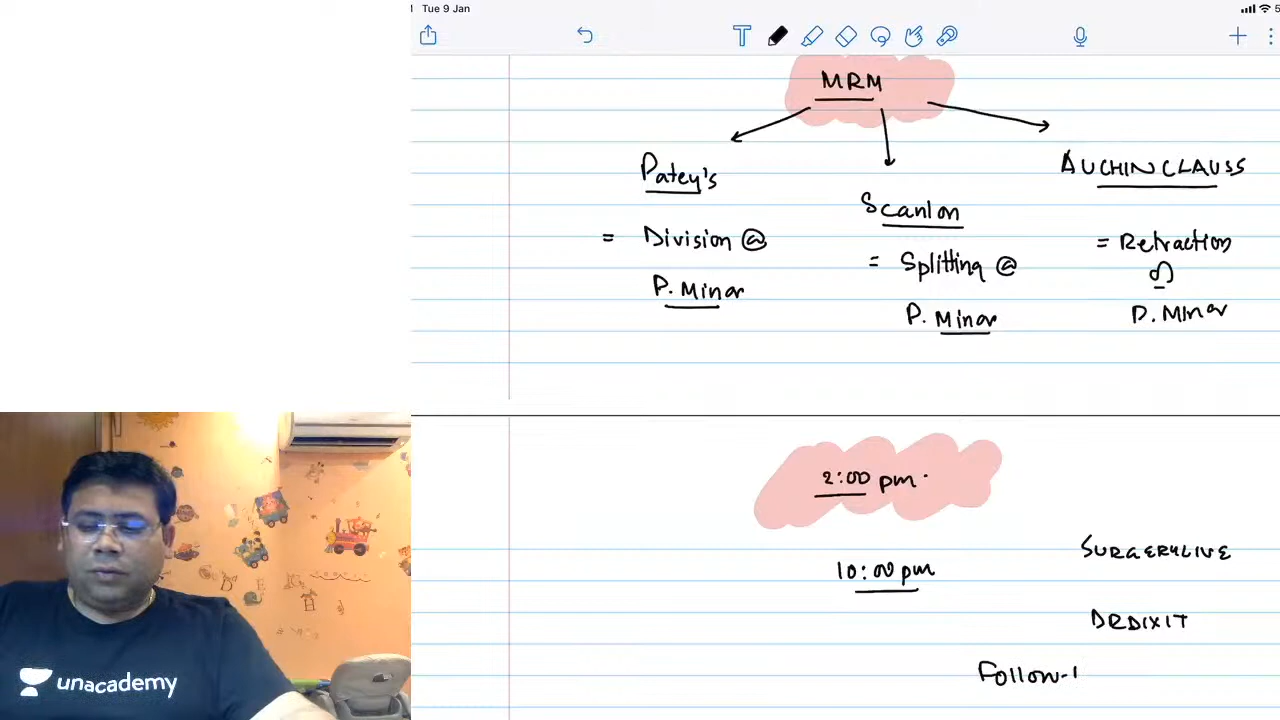 Tue 9 Jan
MRM
Patey's
= Division @
P. Minor
Scanlon
= Splitting @
P. Minor
AUCHINCLAUSS
= Retraction
P. Minor
2:00 pm
10:00 pm
SURGERYLIVE
DRDIXIT
Follow-
unacademy